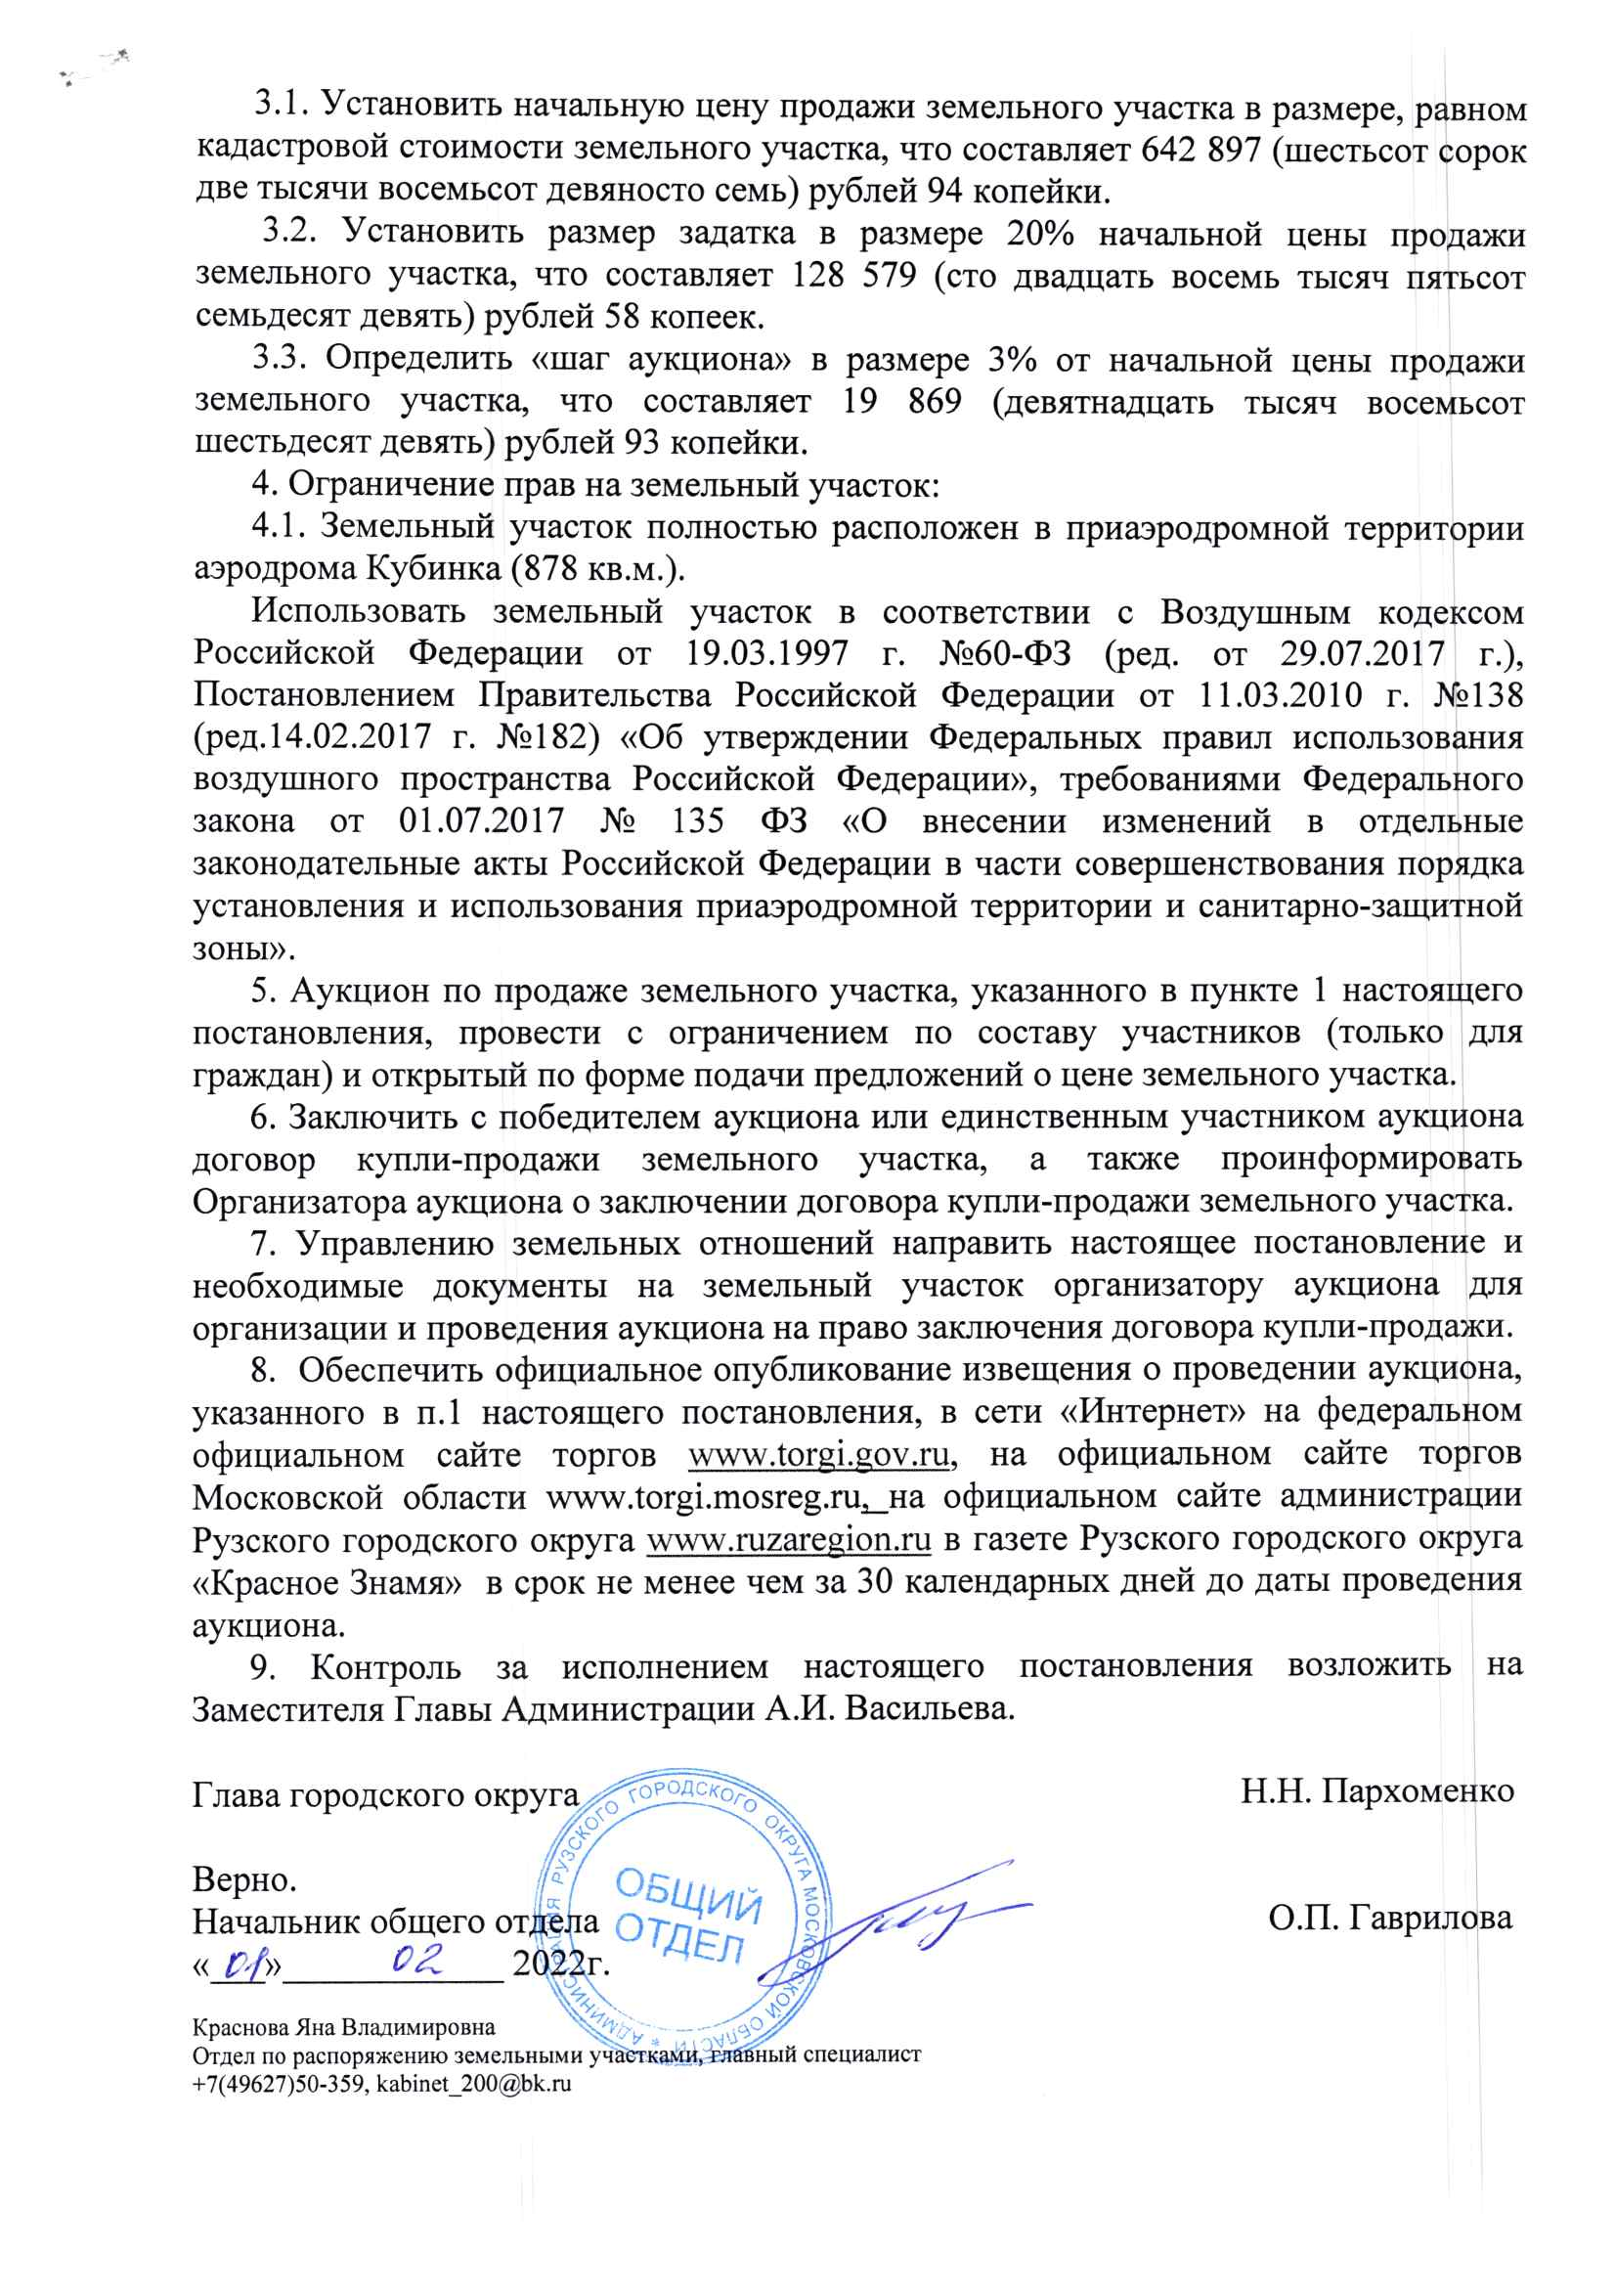 3.1. Установить начальную цену продажи земельного участка в размере, равном
кадастровой стоимости земельного участка, что составляет 642 897 (шестьсот сорок
две тысячи восемьсот девяносто семь) рублей 94 копейки.
3.2. Установить размер задатка в размере 20% начальной цены продажи
земельного участка, что составляет 128 579 (сто двадцать восемь тысяч пятьсот
семьдесят девять) рублей 58 копеек.
3.3. Определить «шаг аукциона» в размере 3% от начальной цены продажи
земельного участка, что составляет 19 869 (девятнадцать тысяч восемьсот
шестьдесят девять) рублей 93 копейки.
4. Ограничение прав на земельный участок:
4.1. Земельный участок полностью расположен в приаэродромной территории
аэродрома Кубинка (878 кв.м.).
Использовать земельный участок в соответствии с Воздушным кодексом
Российской Федерации от 19.03.1997 г. №60-ФЗ (ред. от 29.07.2017 г.),
Постановлением Правительства Российской Федерации от 11.03.2010 г. №138
(ред.14.02.2017 г. №182) «Об утверждении Федеральных правил использования
воздушного пространства Российской Федерации», требованиями Федерального
закона от 01.07.2017 № 135 ФЗ «О внесении изменений в отдельные
законодательные акты Российской Федерации в части совершенствования порядка
установления и использования приаэродромной территории и санитарно-защитной
зоны».
5. Аукцион по продаже земельного участка, указанного в пункте 1 настоящего
постановления, провести с ограничением по составу участников (только для
граждан) и открытый по форме подачи предложений о цене земельного участка.
6. Заключить с победителем аукциона или единственным участником аукциона
договор купли-продажи земельного участка, а также проинформировать
Организатора аукциона о заключении договора купли-продажи земельного участка.
7. Управлению земельных отношений направить настоящее постановление и
необходимые документы на земельный участок организатору аукциона для
организации и проведения аукциона на право заключения договора купли-продажи.
8. Обеспечить официальное опубликование извещения о проведении аукциона,
указанного в п.1 настоящего постановления, в сети «Интернет» на федеральном
официальном сайте торгов www.torgi.gov.ru, на официальном сайте торгов
Московской области www.torgi.mosreg.ru, на официальном сайте администрации
Рузского городского округа www.ruzaregion.ru в газете Рузского городского округа
«Красное Знамя» в срок не менее чем за 30 календарных дней до даты проведения
аукциона.
9. Контроль за исполнением настоящего постановления возложить на
Заместителя Главы Администрации А.И. Васильева.
Глава городского округа Н.Н. Пархоменко
Верно.
Начальник общего отдела О.П. Гаврилова
«01» 02 2022г.
АДМИНИСТРАЦИЯ РУЗСКОГО ГОРОДСКОГО ОКРУГА МОСКОВСКОЙ ОБЛАСТИ *
ОБЩИЙ
ОТДЕЛ
Краснова Яна Владимировна
Отдел по распоряжению земельными участками, главный специалист
+7(49627)50-359, kabinet_200@bk.ru